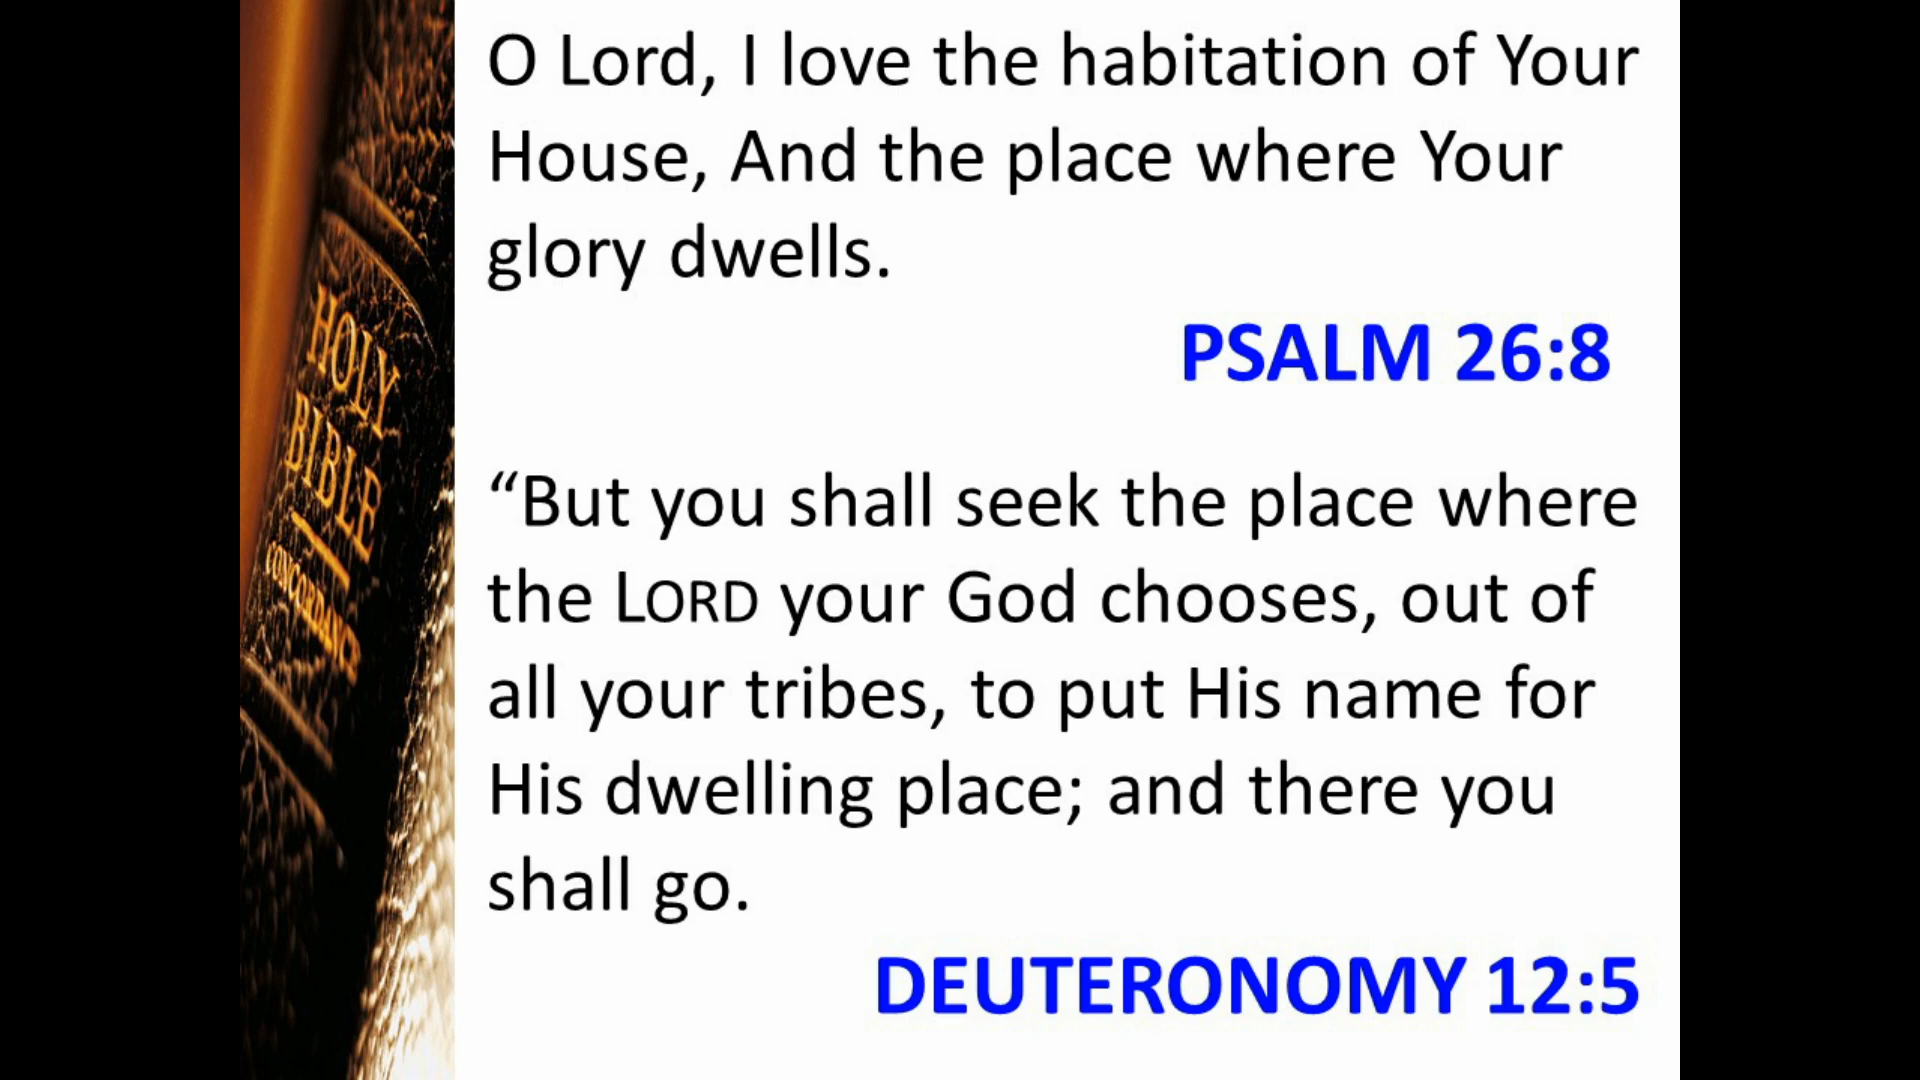 O Lord, I love the habitation of Your
House, And the place where Your
glory dwells.
PSALM 26:8
“But you shall seek the place where
the LORD your God chooses, out of
all your tribes, to put His name for
His dwelling place; and there you
shall go.
DEUTERONOMY 12:5
HOLY
BIBLE
CONCORDANCE